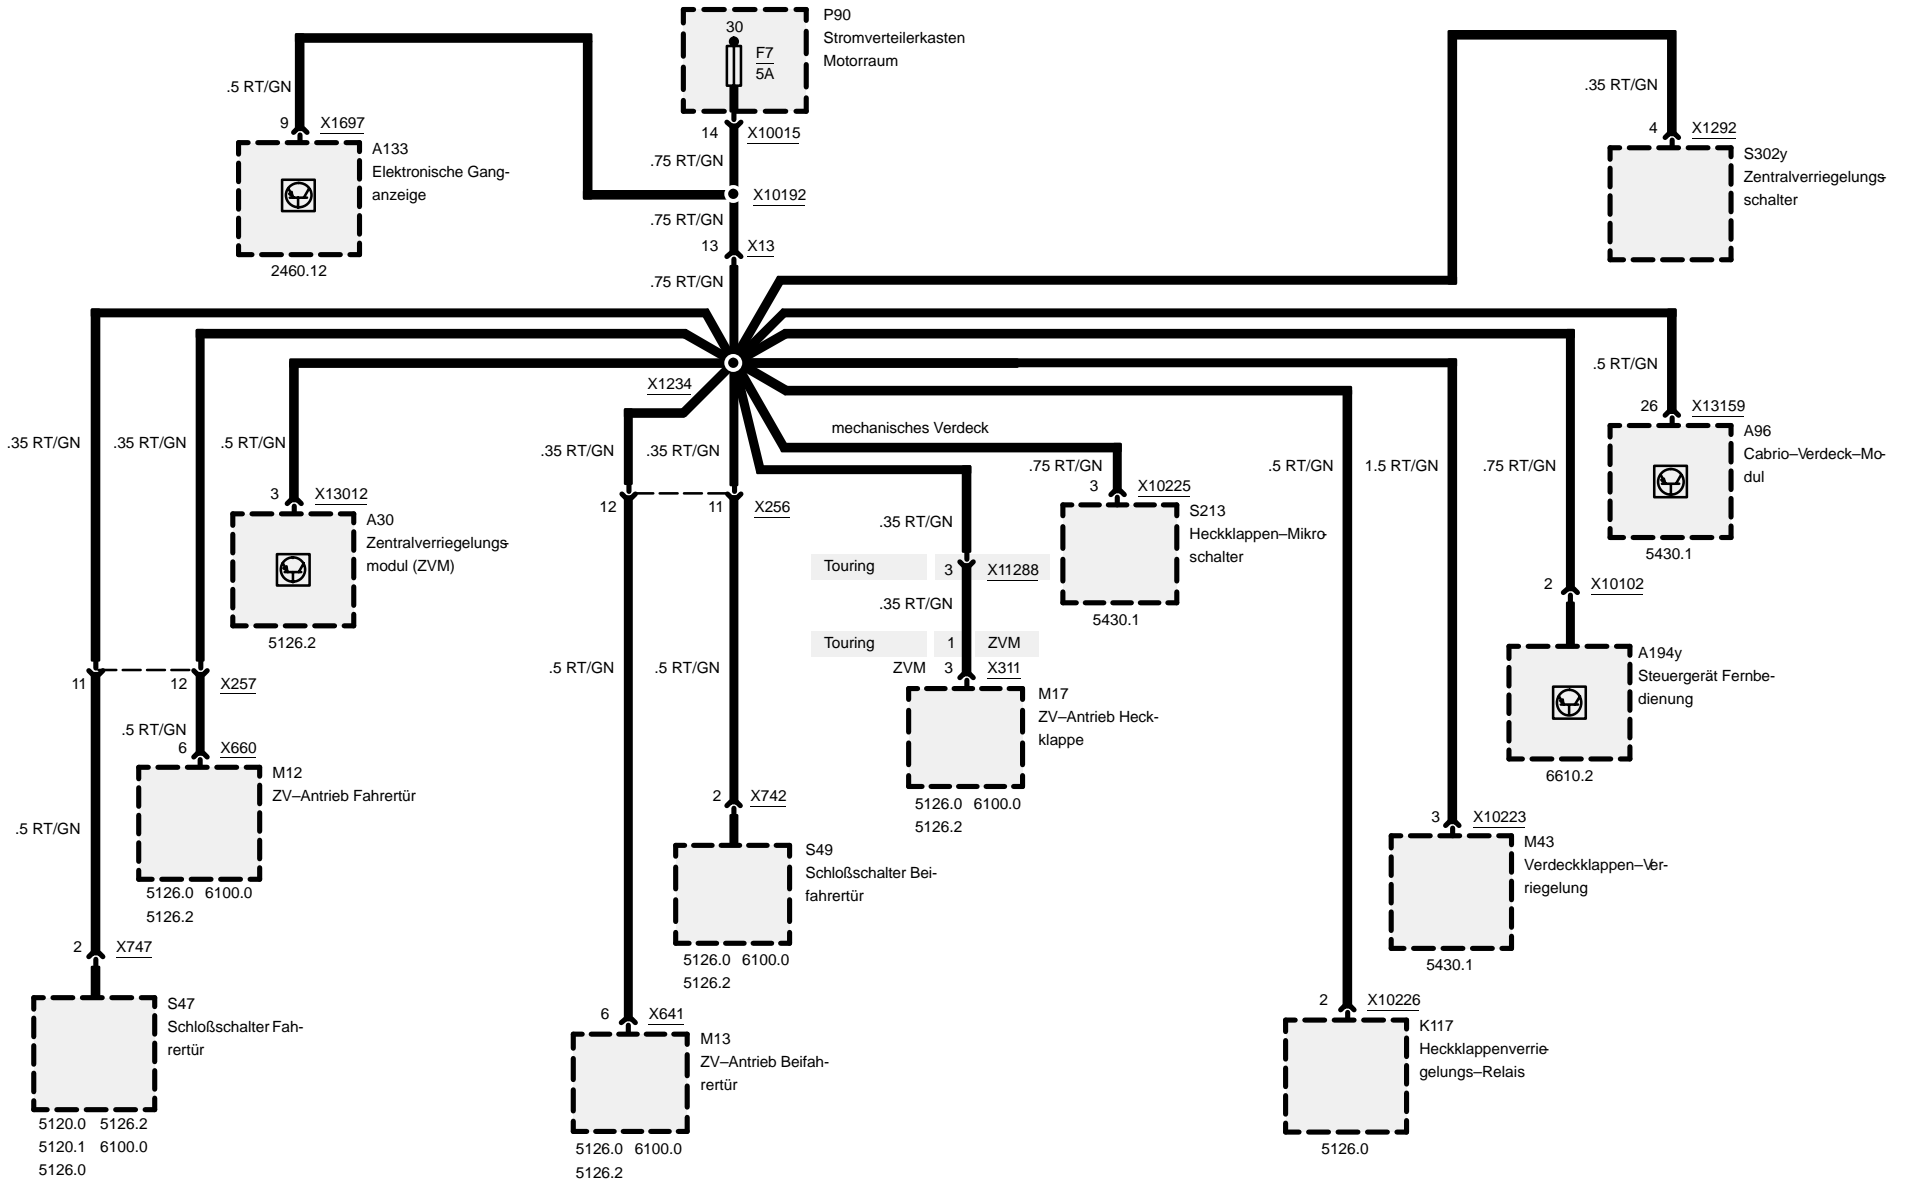 P90
Stromverteilerkasten
Motorraum
30
F7
5A
14 X10015
.75 RT/GN
X10192
.75 RT/GN
13 X13
.75 RT/GN
.5 RT/GN
9 X1697
A133
Elektronische Gang-
anzeige
2460.12
.35 RT/GN
4 X1292
S302y
Zentralverriegelungs-
schalter
X1234
.35 RT/GN
.35 RT/GN
.5 RT/GN
3 X13012
A30
Zentralverriegelungs-
modul (ZVM)
5126.2
11
12 X257
.5 RT/GN
6 X660
M12
ZV–Antrieb Fahrertür
5126.0 6100.0
5126.2
.5 RT/GN
2 X747
S47
Schloßschalter Fah-
rertür
5120.0 5126.2
5120.1 6100.0
5126.0
.35 RT/GN
.35 RT/GN
12
11 X256
.5 RT/GN
.5 RT/GN
2 X742
S49
Schloßschalter Bei-
fahrertür
5126.0 6100.0
5126.2
6 X641
M13
ZV–Antrieb Beifah-
rertür
5126.0 6100.0
5126.2
mechanisches Verdeck
.75 RT/GN
3 X10225
S213
Heckklappen–Mikro-
schalter
5430.1
.35 RT/GN
Touring 3 X11288
.35 RT/GN
Touring 1 ZVM
ZVM 3 X311
M17
ZV–Antrieb Heck-
klappe
5126.0 6100.0
5126.2
.5 RT/GN
2 X10226
K117
Heckklappenverrie-
gelungs–Relais
5126.0
1.5 RT/GN
3 X10223
M43
Verdeckklappen–Ver-
riegelung
5430.1
.75 RT/GN
2 X10102
A194y
Steuergerät Fernbe-
dienung
6610.2
.5 RT/GN
26 X13159
A96
Cabrio–Verdeck–Mo-
dul
5430.1